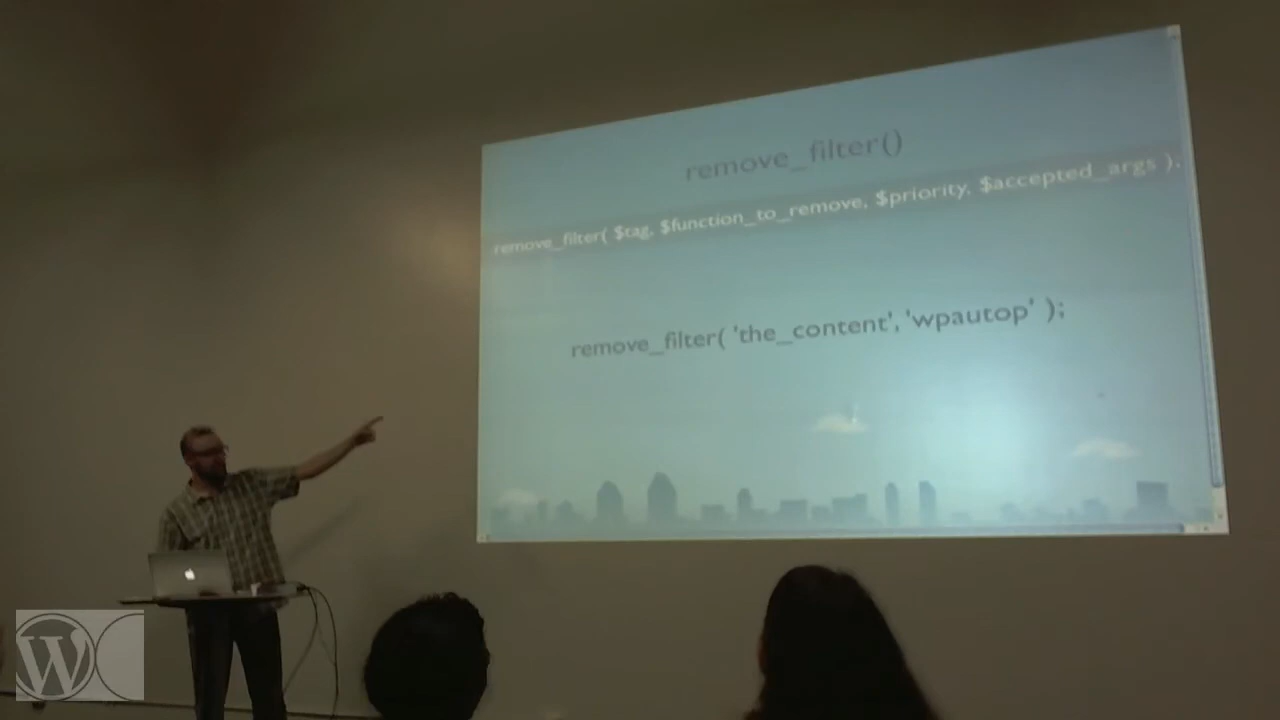 remove_filter()
remove_filter( $tag, $function_to_remove, $priority, $accepted_args );
remove_filter( 'the_content', 'wpautop' );
W